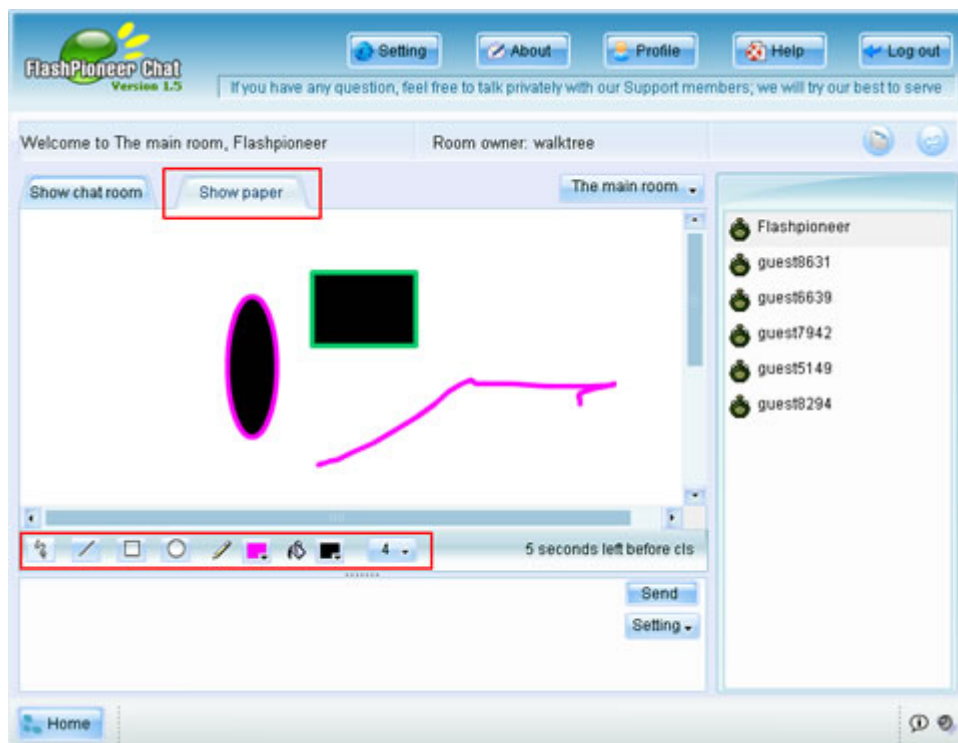 FlashPioneer Chat
Version 1.5
Setting
About
Profile
Help
Log out
If you have any question, feel free to talk privately with our Support members; we will try our best to serve
Welcome to The main room, Flashpioneer
Room owner: walktree
Show chat room
Show paper
The main room
Flashpioneer
guest8631
guest6639
guest7942
guest5149
guest8294
4
5 seconds left before cls
Send
Setting
Home